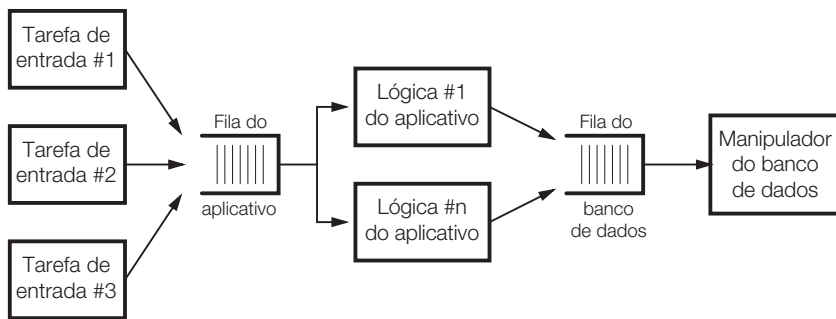 Tarefa de
entrada #1
Tarefa de
entrada #2
Tarefa de
entrada #3
Fila do
aplicativo
Lógica #1
do aplicativo
Lógica #n
do aplicativo
Fila do
banco
de dados
Manipulador
do banco
de dados